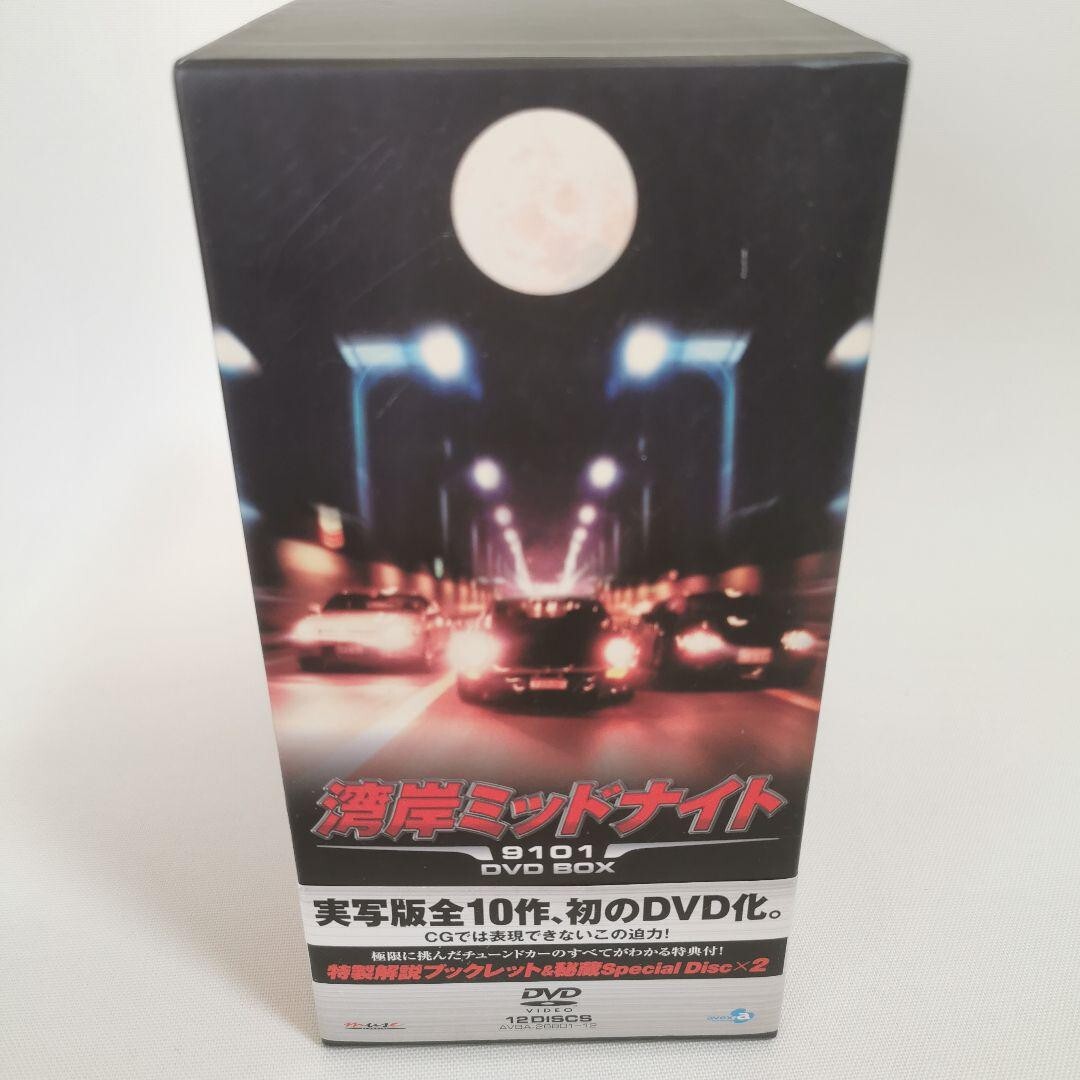 湾岸ミッドナイト
9101
DVD BOX
実写版全10作、初のDVD化。
CGでは表現できないこの迫力!
極限に挑んだチューンドカーのすべてがわかる特典付!
特製解説ブックレット&秘蔵Special Disc×2
DVD
VIDEO
12DISCS
AVBA-26801~12
avex